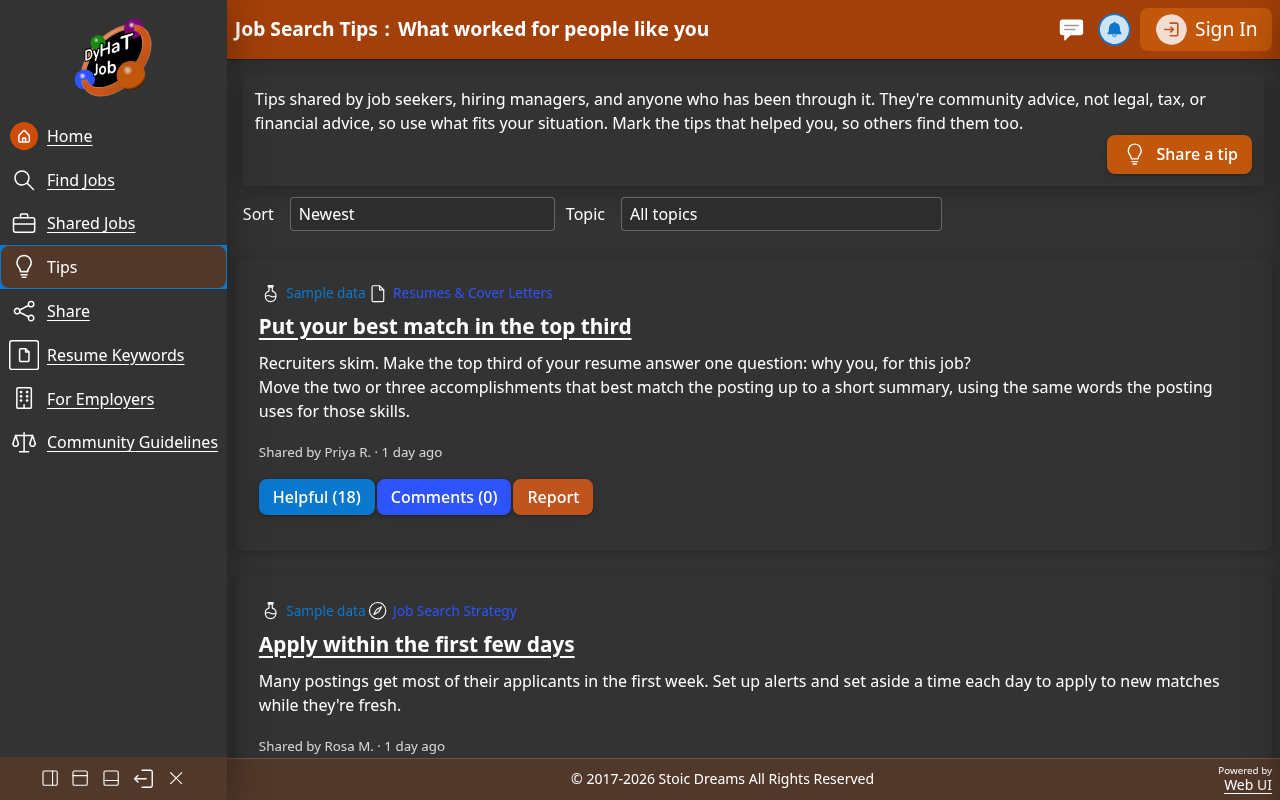 DyHaT
Job
Job Search Tips : What worked for people like you
Sign In
Home
Find Jobs
Shared Jobs
Tips
Share
Resume Keywords
For Employers
Community Guidelines
Tips shared by job seekers, hiring managers, and anyone who has been through it. They're community advice, not legal, tax, or
financial advice, so use what fits your situation. Mark the tips that helped you, so others find them too.
Share a tip
Sort Newest Topic All topics
Sample data Resumes & Cover Letters
Put your best match in the top third
Recruiters skim. Make the top third of your resume answer one question: why you, for this job?
Move the two or three accomplishments that best match the posting up to a short summary, using the same words the posting
uses for those skills.
Shared by Priya R. · 1 day ago
Helpful (18) Comments (0) Report
Sample data Job Search Strategy
Apply within the first few days
Many postings get most of their applicants in the first week. Set up alerts and set aside a time each day to apply to new matches
while they're fresh.
Shared by Rosa M. · 1 day ago
© 2017-2026 Stoic Dreams All Rights Reserved
Powered by
Web UI